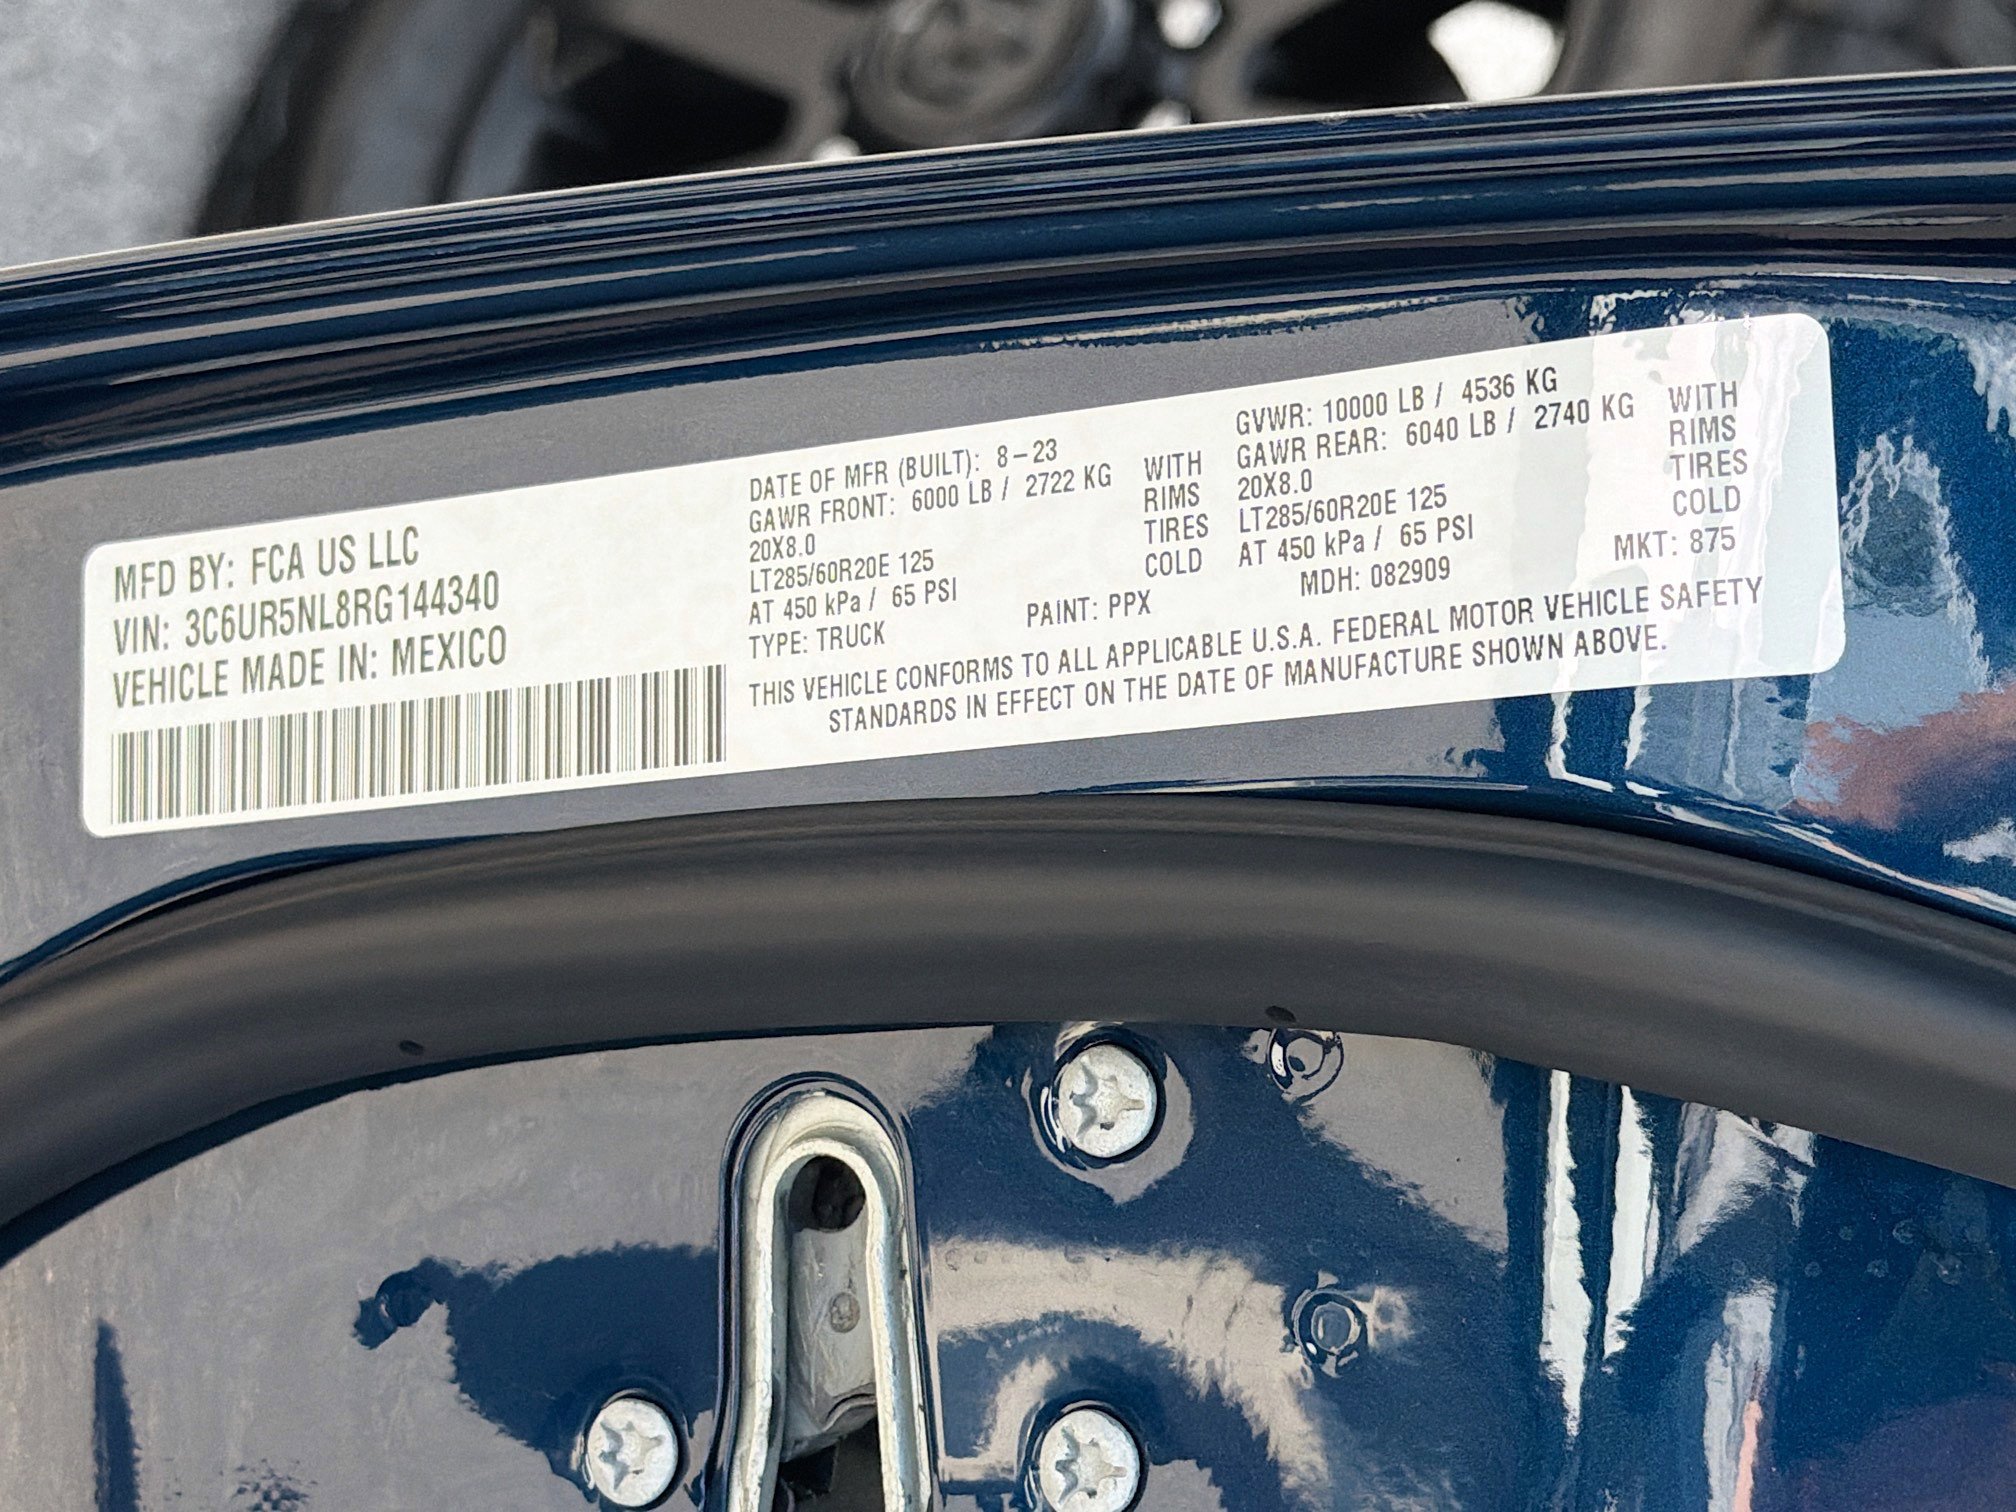 MFD BY: FCA US LLC
VIN: 3C6UR5NL8RG144340
VEHICLE MADE IN: MEXICO
DATE OF MFR (BUILT): 8-23
GAWR FRONT: 6000 LB / 2722 KG WITH
20X8.0 RIMS
LT285/60R20E 125 TIRES
AT 450 kPa / 65 PSI COLD
GVWR: 10000 LB / 4536 KG
GAWR REAR: 6040 LB / 2740 KG WITH
20X8.0 RIMS
LT285/60R20E 125 TIRES
AT 450 kPa / 65 PSI COLD
TYPE: TRUCK PAINT: PPX MDH: 082909 MKT: 875
THIS VEHICLE CONFORMS TO ALL APPLICABLE U.S.A. FEDERAL MOTOR VEHICLE SAFETY
STANDARDS IN EFFECT ON THE DATE OF MANUFACTURE SHOWN ABOVE.